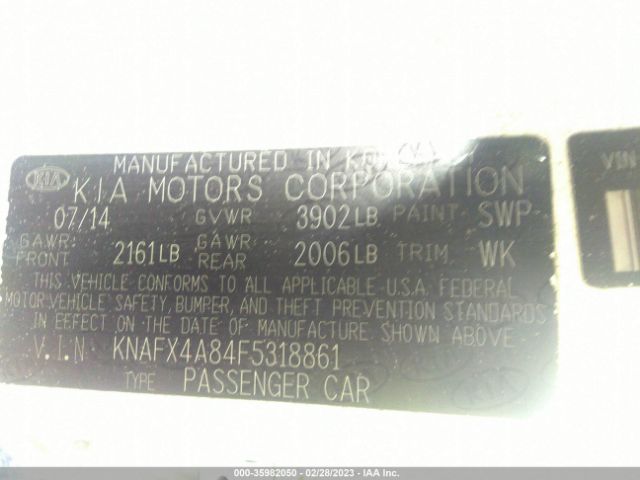 MANUFACTURED IN
KIA KIA MOTORS CORPORATION
07/14 GVWR 3902LB PAINT SWP
GAWR FRONT 2161LB GAWR REAR 2006LB TRIM WK
THIS VEHICLE CONFORMS TO ALL APPLICABLE U.S.A. FEDERAL
MOTOR VEHICLE SAFETY, BUMPER, AND THEFT PREVENTION STANDARDS
IN EFFECT ON THE DATE OF MANUFACTURE SHOWN ABOVE
V.I.N KNAFX4A84F5318861
TYPE PASSENGER CAR
VIN
000-35982050 - 02/28/2023 - IAA Inc.